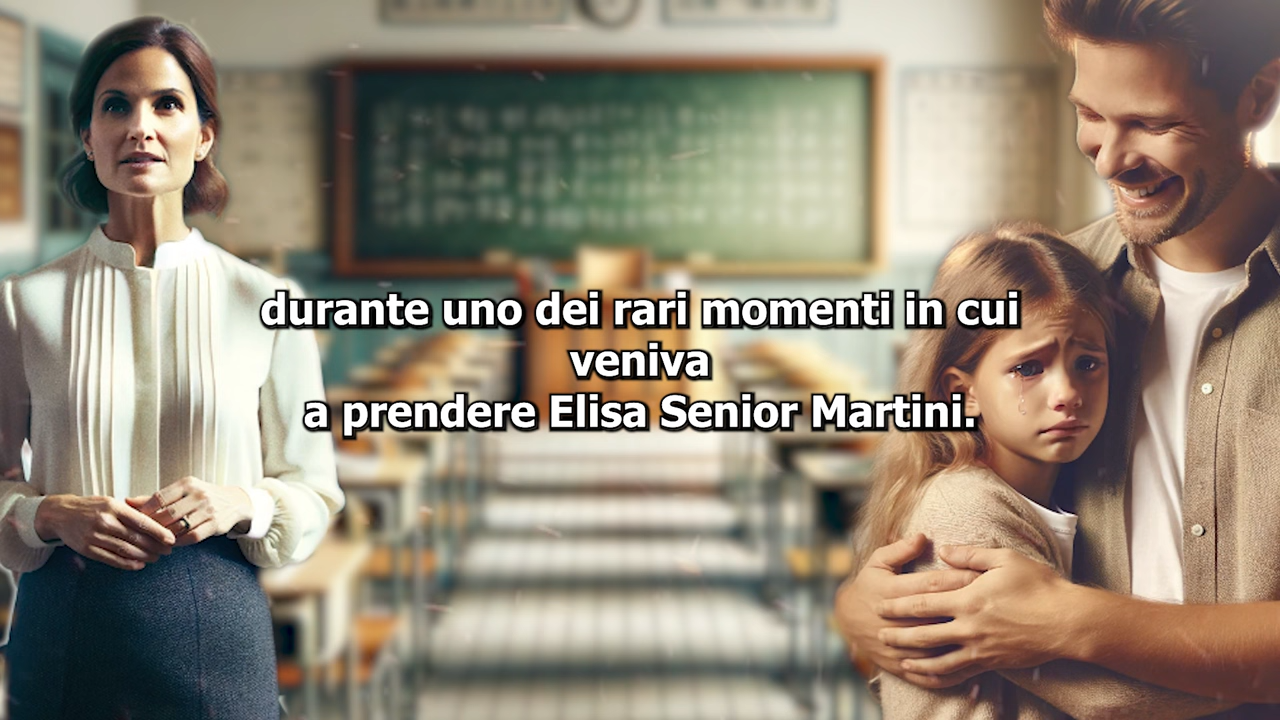 durante uno dei rari momenti in cui
veniva
a prendere Elisa Senior Martini.